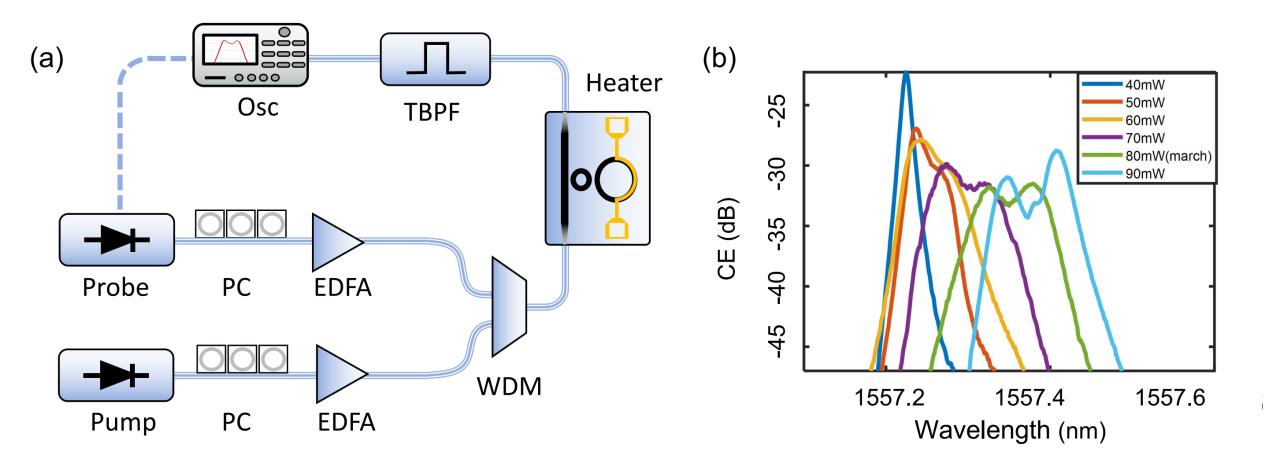 (a)
Osc
TBPF
Heater
Probe
PC
EDFA
WDM
Pump
PC
EDFA
(b)
CE (dB)
-25
-30
-35
-40
-45
40mW
50mW
60mW
70mW
80mW(march)
90mW
1557.2
1557.4
1557.6
Wavelength (nm)